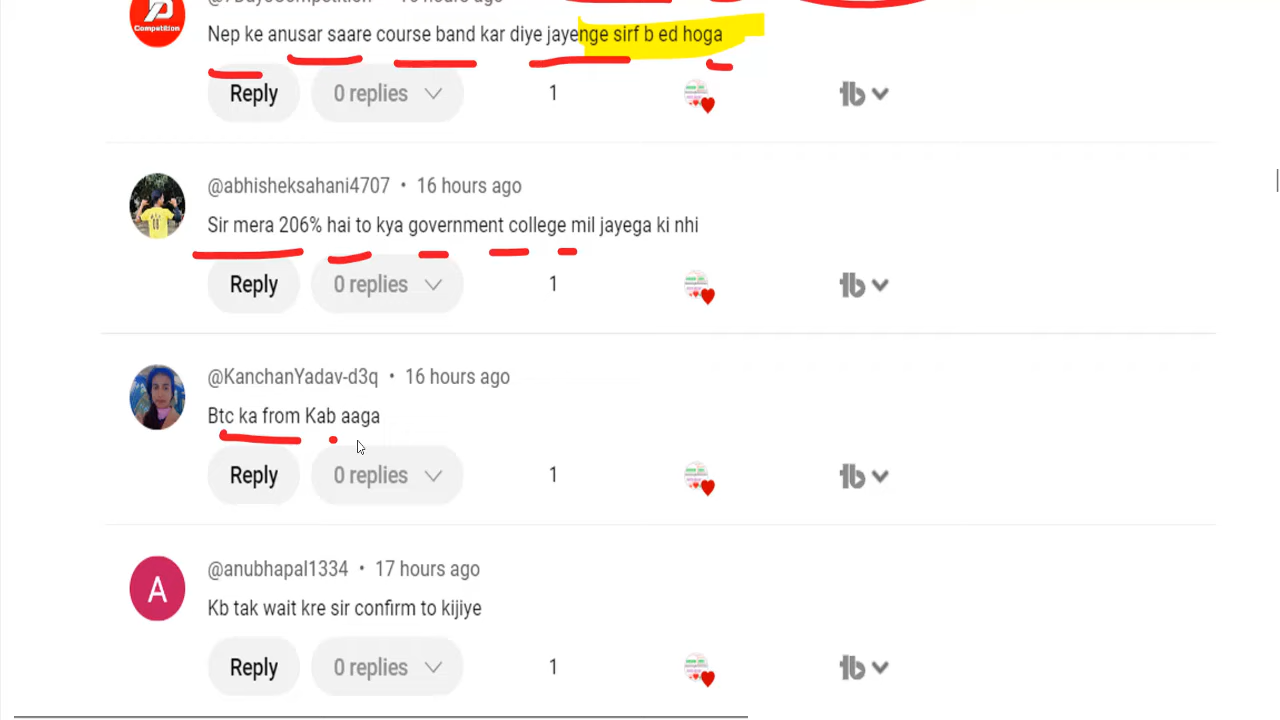 Competition
Nep ke anusar saare course band kar diye jayenge sirf b ed hoga
Reply 0 replies 1
@abhisheksahani4707 • 16 hours ago
Sir mera 206% hai to kya government college mil jayega ki nhi
Reply 0 replies 1
@KanchanYadav-d3q • 16 hours ago
Btc ka from Kab aaga
Reply 0 replies 1
@anubhapal1334 • 17 hours ago
A
Kb tak wait kre sir confirm to kijiye
Reply 0 replies 1